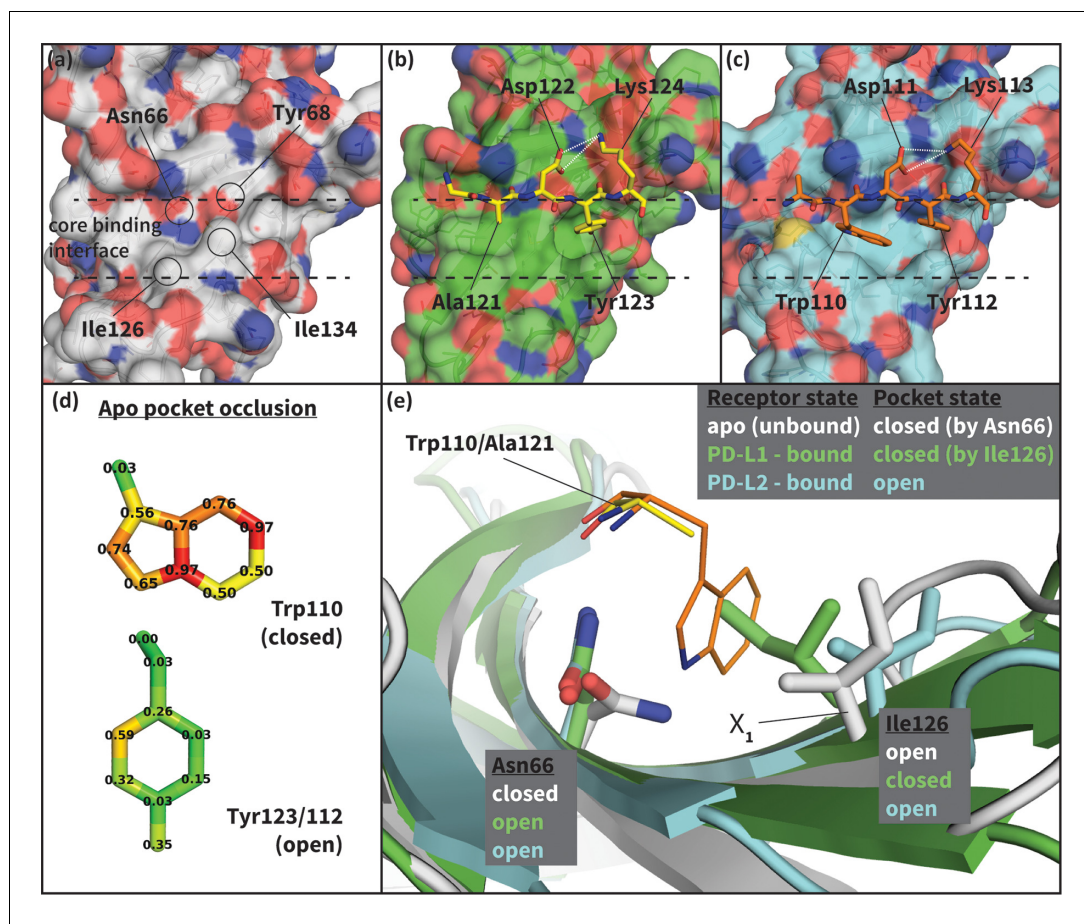 (a)
Asn66
Tyr68
core binding
interface
Ile126
Ile134
(b)
Asp122
Lys124
Ala121
Tyr123
(c)
Asp111
Lys113
Trp110
Tyr112
(d)
Apo pocket occlusion
0.03
0.56
0.76
0.76
0.97
0.74
0.65
0.97
0.50
0.50
Trp110
(closed)
0.00
0.03
0.26
0.59
0.03
0.32
0.15
0.03
0.35
Tyr123/112
(open)
(e)
Receptor state Pocket state
apo (unbound) closed (by Asn66)
PD-L1 - bound closed (by Ile126)
PD-L2 - bound open
Trp110/Ala121
X1
Asn66
closed
open
open
Ile126
open
closed
open